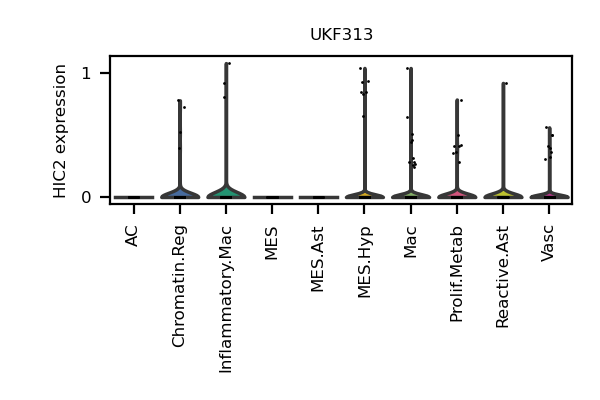 UKF313
HIC2 expression
1
0
AC
Chromatin.Reg
Inflammatory.Mac
MES
MES.Ast
MES.Hyp
Mac
Prolif.Metab
Reactive.Ast
Vasc